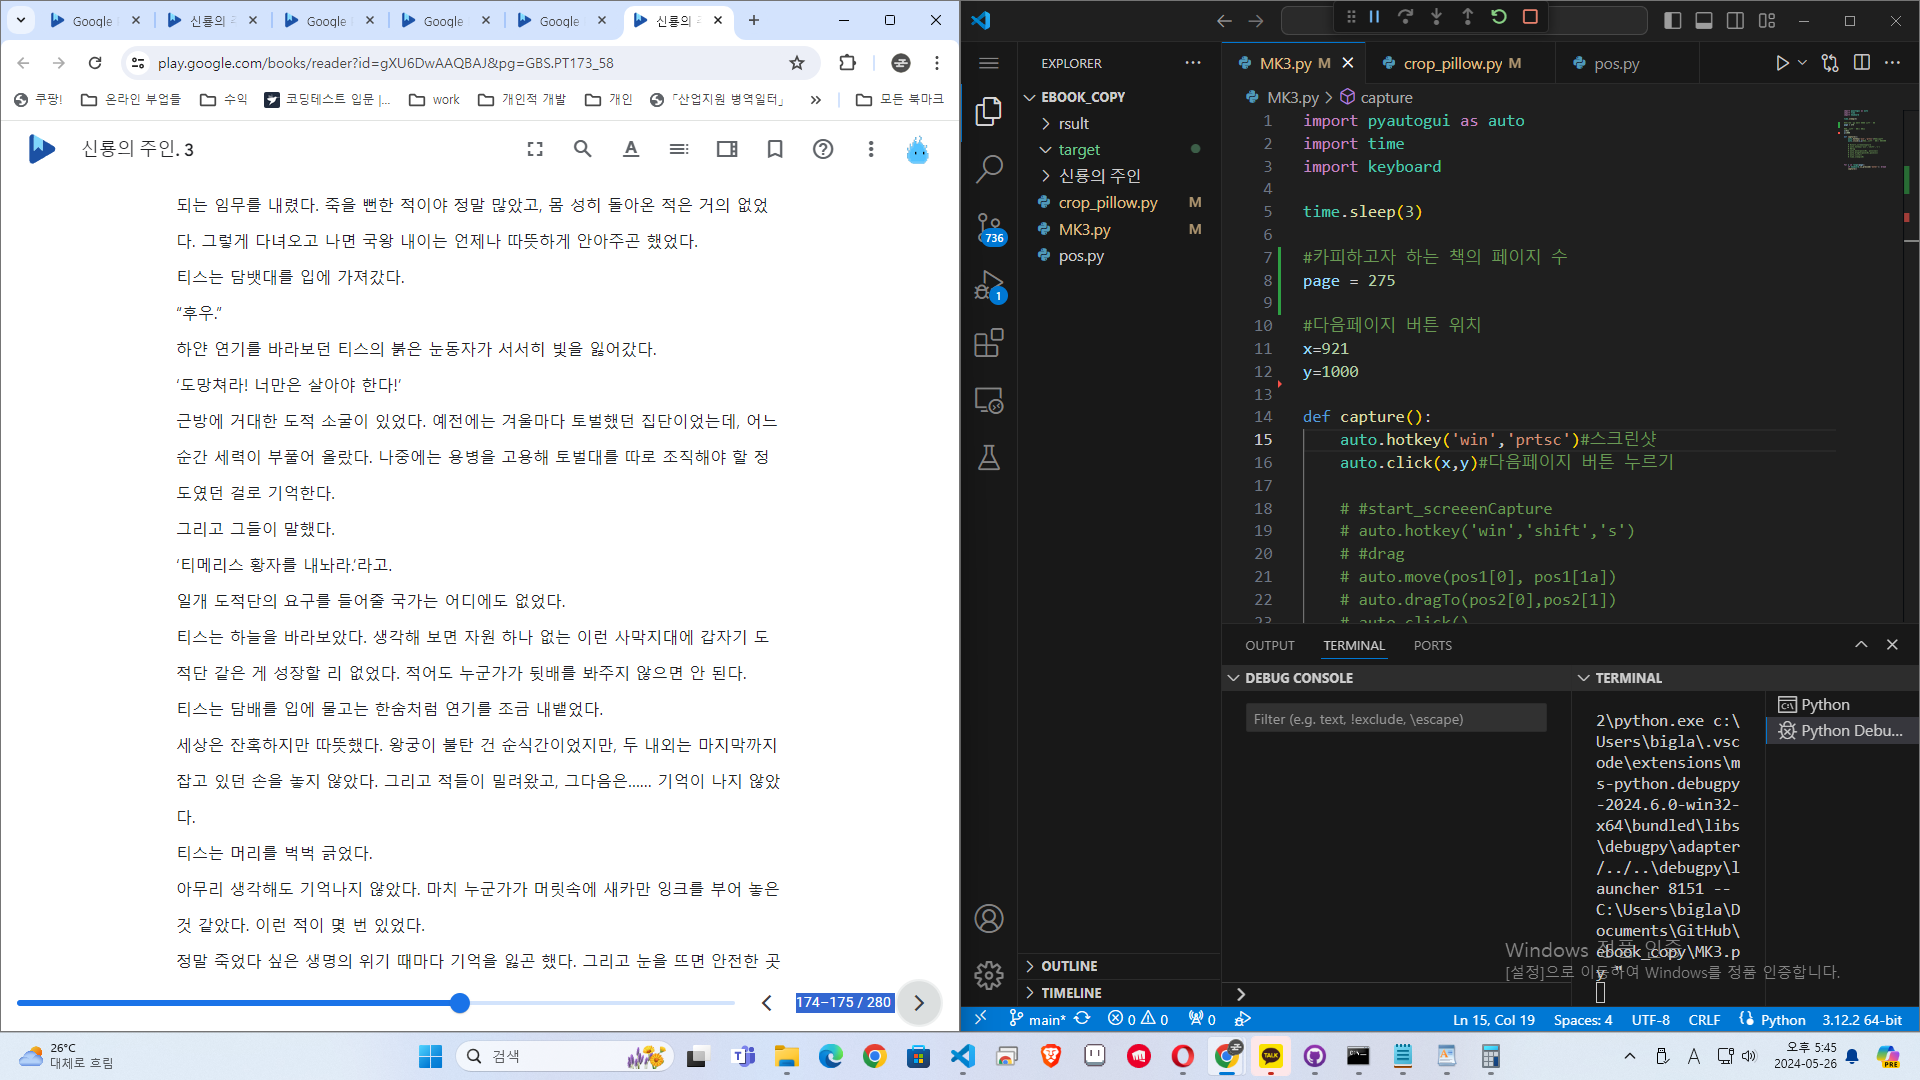 Google
신룡의 주
Google
Google
Google
신룡의
play.google.com/books/reader?id=gXU6DwAAQBAJ&pg=GBS.PT173_58
쿠팡!
온라인 부업들
수익
코딩테스트 입문 |...
work
개인적 개발
개인
「산업지원 병역일터」
»
모든 북마크
신룡의 주인. 3
되는 임무를 내렸다. 죽을 뻔한 적이야 정말 많았고, 몸 성히 돌아온 적은 거의 없었
다. 그렇게 다녀오고 나면 국왕 내이는 언제나 따뜻하게 안아주곤 했었다.
티스는 담뱃대를 입에 가져갔다.
“후우.”
하얀 연기를 바라보던 티스의 붉은 눈동자가 서서히 빛을 잃어갔다.
‘도망쳐라! 너만은 살아야 한다!’
근방에 거대한 도적 소굴이 있었다. 예전에는 겨울마다 토벌했던 집단이었는데, 어느
순간 세력이 부풀어 올랐다. 나중에는 용병을 고용해 토벌대를 따로 조직해야 할 정
도였던 걸로 기억한다.
그리고 그들이 말했다.
‘티메리스 황자를 내놔라.’라고.
일개 도적단의 요구를 들어줄 국가는 어디에도 없었다.
티스는 하늘을 바라보았다. 생각해 보면 자원 하나 없는 이런 사막지대에 갑자기 도
적단 같은 게 성장할 리 없었다. 적어도 누군가가 뒷배를 봐주지 않으면 안 된다.
티스는 담배를 입에 물고는 한숨처럼 연기를 조금 내뱉었다.
세상은 잔혹하지만 따뜻했다. 왕궁이 불탄 건 순식간이었지만, 두 내외는 마지막까지
잡고 있던 손을 놓지 않았다. 그리고 적들이 밀려왔고, 그다음은…… 기억이 나지 않았
다.
티스는 머리를 벅벅 긁었다.
아무리 생각해도 기억나지 않았다. 마치 누군가가 머릿속에 새카만 잉크를 부어 놓은
것 같았다. 이런 적이 몇 번 있었다.
정말 죽었다 싶은 생명의 위기 때마다 기억을 잃곤 했다. 그리고 눈을 뜨면 안전한 곳
174–175 / 280
EXPLORER
EBOOK_COPY
rsult
target
신룡의 주인
crop_pillow.py M
MK3.py M
pos.py
736
1
OUTLINE
TIMELINE
MK3.py M
crop_pillow.py M
pos.py
MK3.py > capture
1 import pyautogui as auto
2 import time
3 import keyboard
4
5 time.sleep(3)
6
7 #카피하고자 하는 책의 페이지 수
8 page = 275
9
10 #다음페이지 버튼 위치
11 x=921
12 y=1000
13
14 def capture():
15 auto.hotkey('win','prtsc')#스크린샷
16 auto.click(x,y)#다음페이지 버튼 누르기
17
18 # #start_screeenCapture
19 # auto.hotkey('win','shift','s')
20 # #drag
21 # auto.move(pos1[0], pos1[1a])
22 # auto.dragTo(pos2[0],pos2[1])
23 # auto.click()
OUTPUT
TERMINAL
PORTS
DEBUG CONSOLE
Filter (e.g. text, !exclude, \escape)
TERMINAL
2\python.exe c:\
Users\bigla\.vsc
ode\extensions\m
s-python.debugpy
-2024.6.0-win32-
x64\bundled\libs
\debugpy\adapter
/../..\debugpy\l
auncher 8151 --
C:\Users\bigla\D
ocuments\GitHub\
ebook_copy\MK3.p
y "
Python
Python Debu...
Windows 정품 인증
[설정]으로 이동하여 Windows를 정품 인증합니다.
main*
0
0
0
Ln 15, Col 19
Spaces: 4
UTF-8
CRLF
Python
3.12.2 64-bit
26°C
대체로 흐림
검색
TALK
A
오후 5:45
2024-05-26
PRE